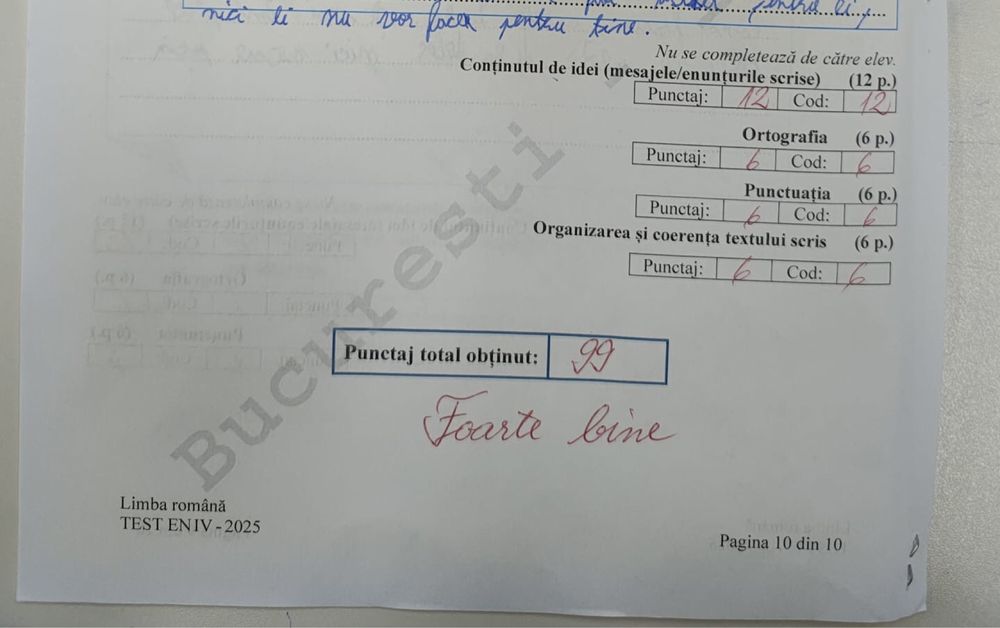 pentru ei,
nici ei nu vor face pentru tine.
Nu se completează de către elev.
Conținutul de idei (mesajele/enunțurile scrise) (12 p.)
Punctaj: 12 Cod: 12
Ortografia (6 p.)
Punctaj: 6 Cod: 6
Punctuația (6 p.)
Punctaj: 6 Cod: 6
Organizarea și coerența textului scris (6 p.)
Punctaj: 6 Cod: 6
București
Punctaj total obținut: 99
Foarte bine
Limba română
TEST EN IV - 2025
Pagina 10 din 10